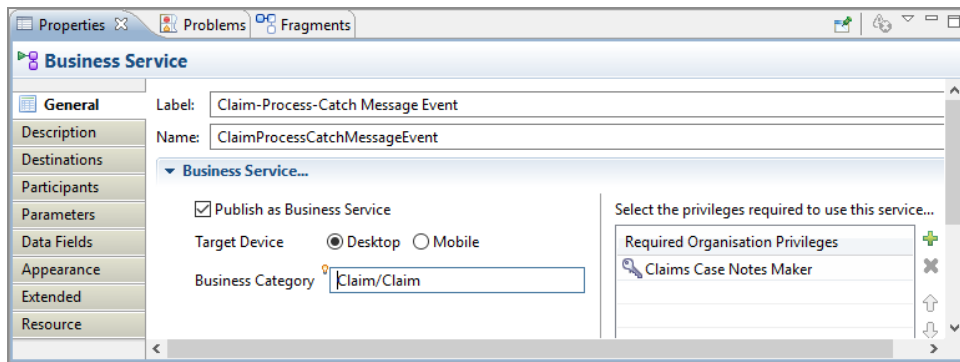 Properties Problems Fragments
Business Service
General
Description
Destinations
Participants
Parameters
Data Fields
Appearance
Extended
Resource
Label: Claim-Process-Catch Message Event
Name: ClaimProcessCatchMessageEvent
Business Service...
Publish as Business Service
Target Device Desktop Mobile
Business Category Claim/Claim
Select the privileges required to use this service...
Required Organisation Privileges
Claims Case Notes Maker